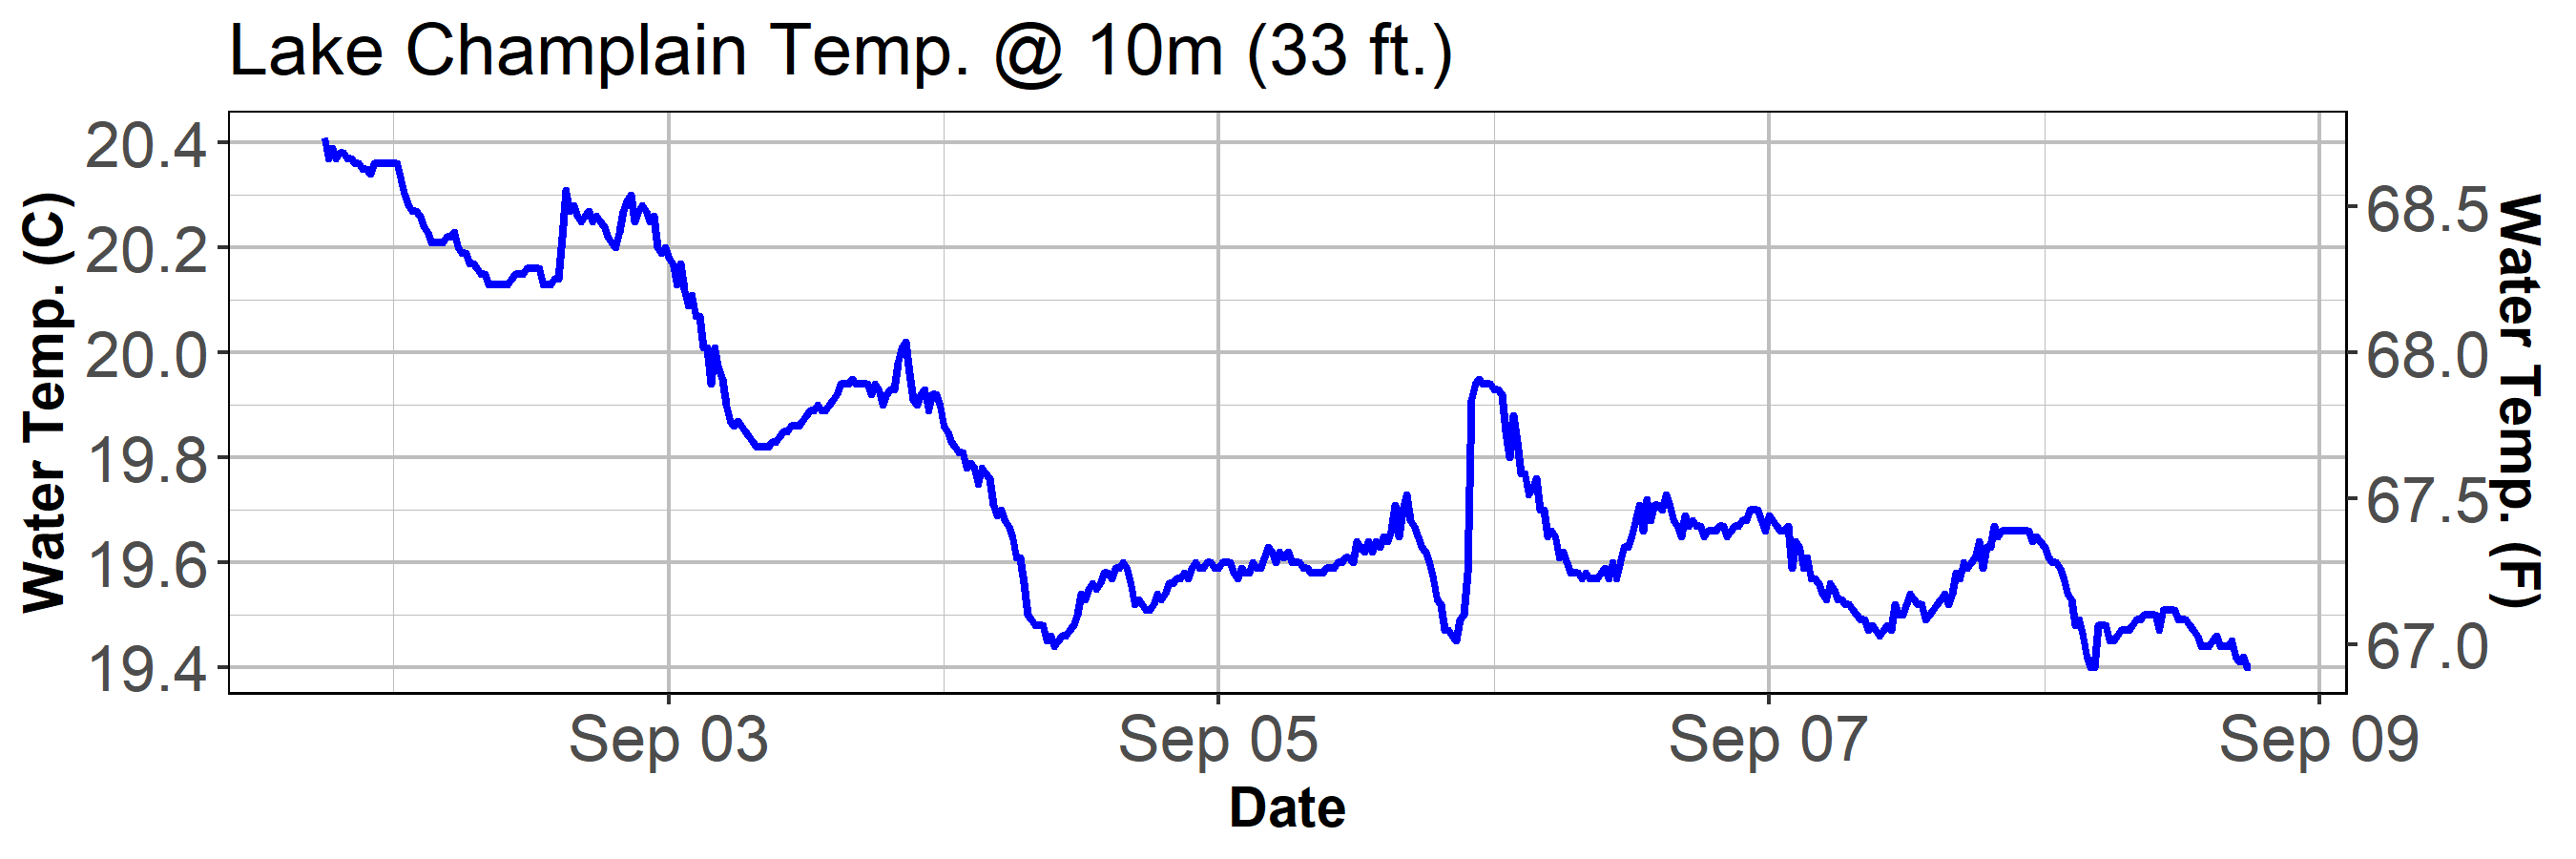 Lake Champlain Temp. @ 10m (33 ft.)
Water Temp. (C)
20.4
20.2
20.0
19.8
19.6
19.4
68.5
68.0
67.5
67.0
Water Temp. (F)
Sep 03
Sep 05
Sep 07
Sep 09
Date